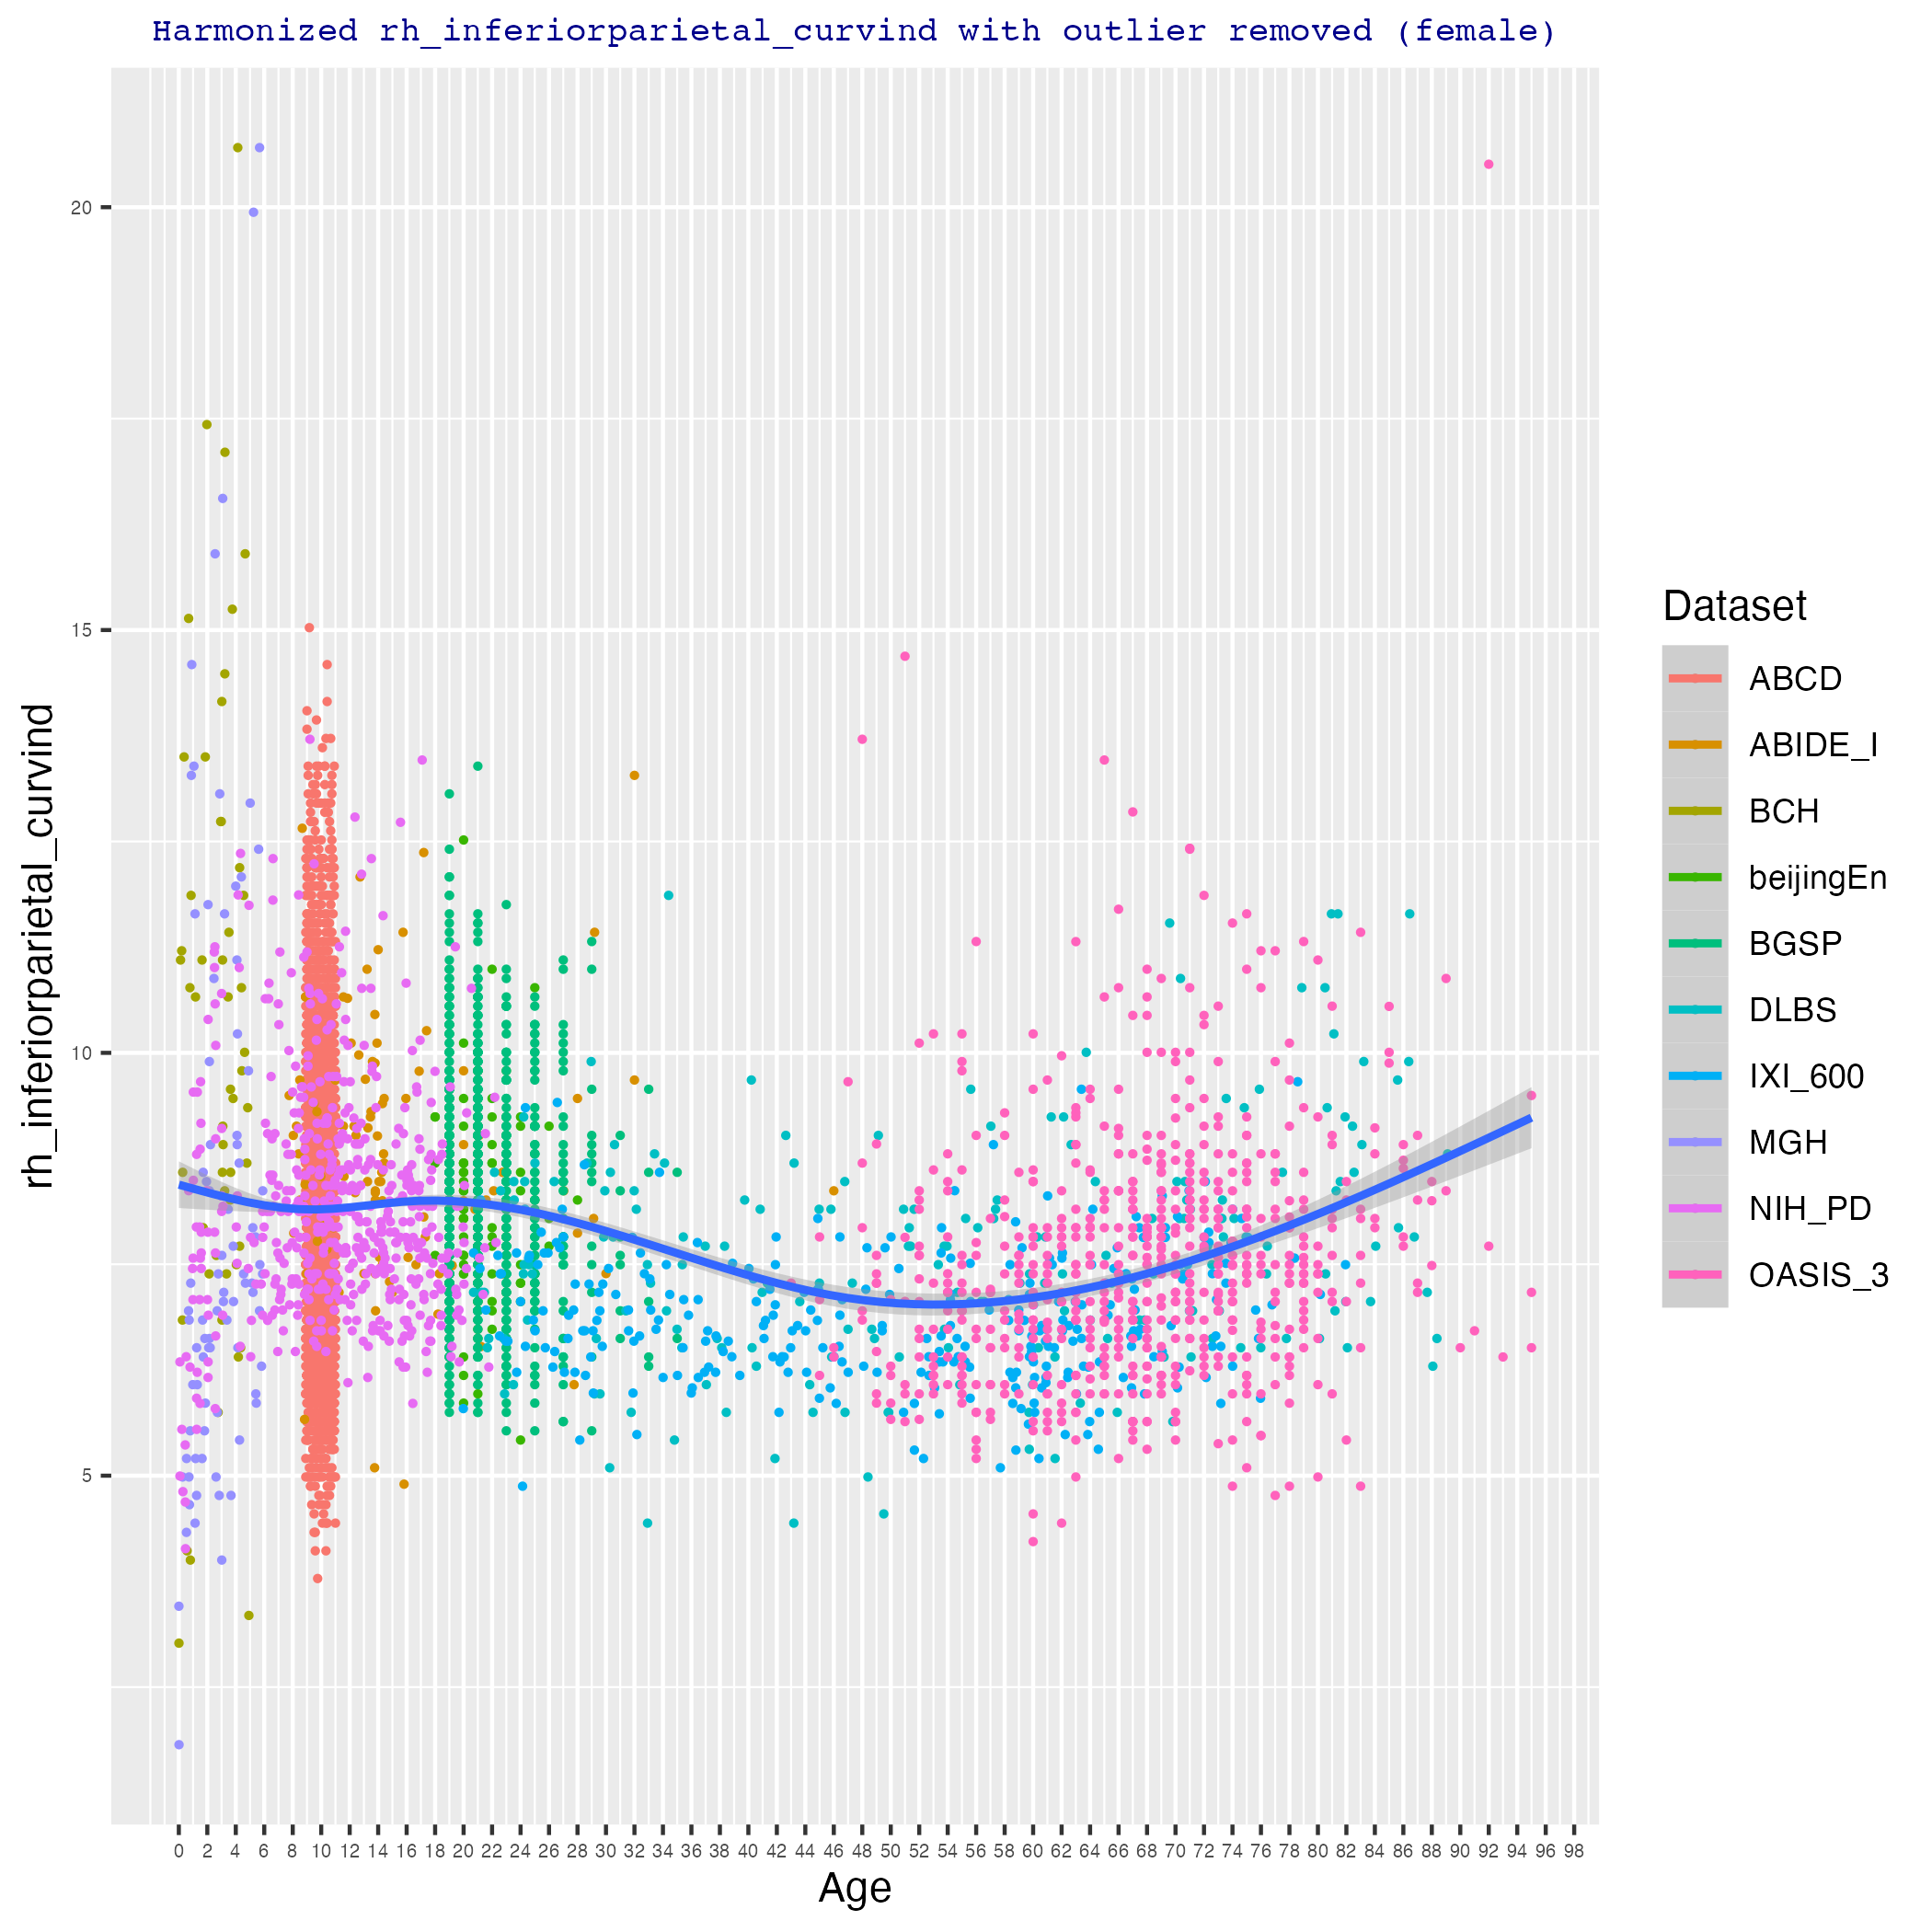 Harmonized rh_inferiorparietal_curvind with outlier removed (female)
rh_inferiorparietal_curvind
20
15
10
5
0 2 4 6 8 10 12 14 16 18 20 22 24 26 28 30 32 34 36 38 40 42 44 46 48 50 52 54 56 58 60 62 64 66 68 70 72 74 76 78 80 82 84 86 88 90 92 94 96 98
Age
Dataset
ABCD
ABIDE_I
BCH
beijingEn
BGSP
DLBS
IXI_600
MGH
NIH_PD
OASIS_3